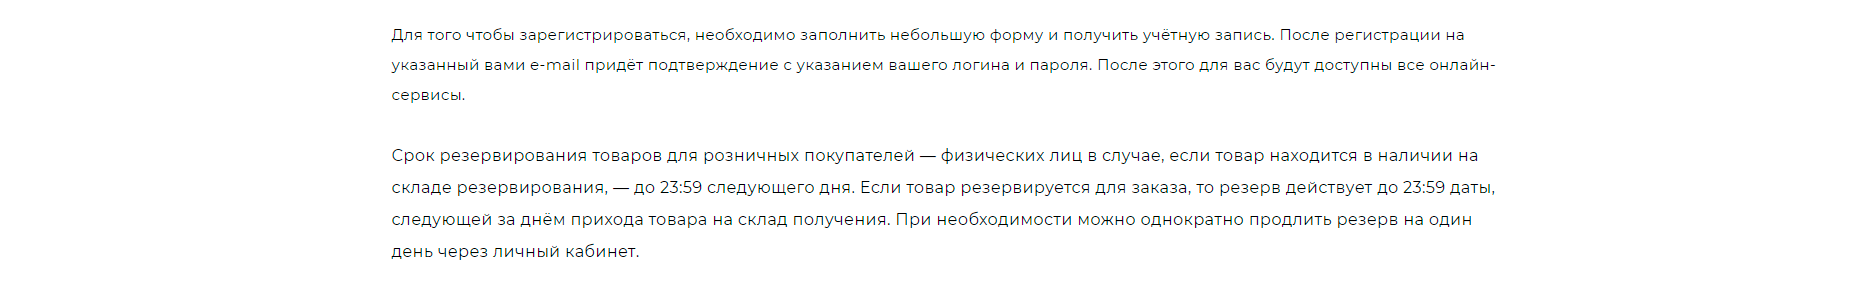 Для того чтобы зарегистрироваться, необходимо заполнить небольшую форму и получить учётную запись. После регистрации на
указанный вами e-mail придёт подтверждение с указанием вашего логина и пароля. После этого для вас будут доступны все онлайн-
сервисы.
Срок резервирования товаров для розничных покупателей — физических лиц в случае, если товар находится в наличии на
складе резервирования, — до 23:59 следующего дня. Если товар резервируется для заказа, то резерв действует до 23:59 даты,
следующей за днём прихода товара на склад получения. При необходимости можно однократно продлить резерв на один
день через личный кабинет.